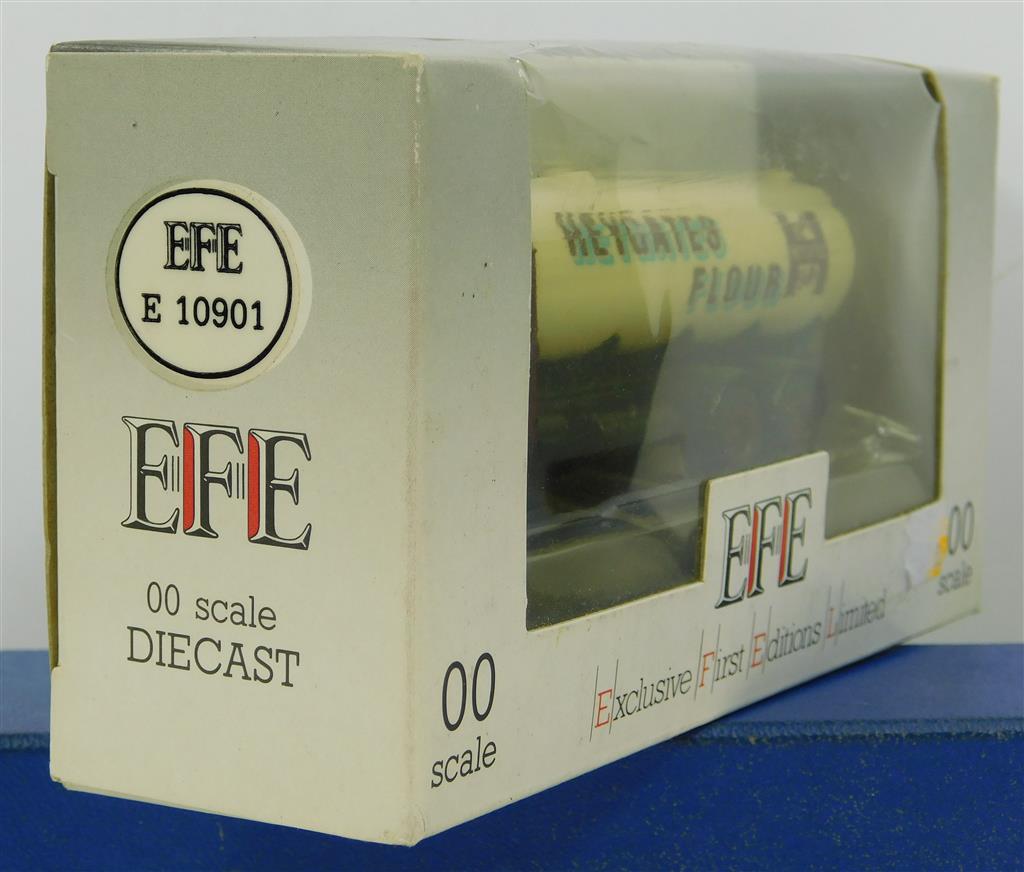 EFE
E 10901
EFE
00 scale
DIECAST
HEYGATES
FLOUR
EFE
Exclusive First Editions Limited
00
scale
00
scale